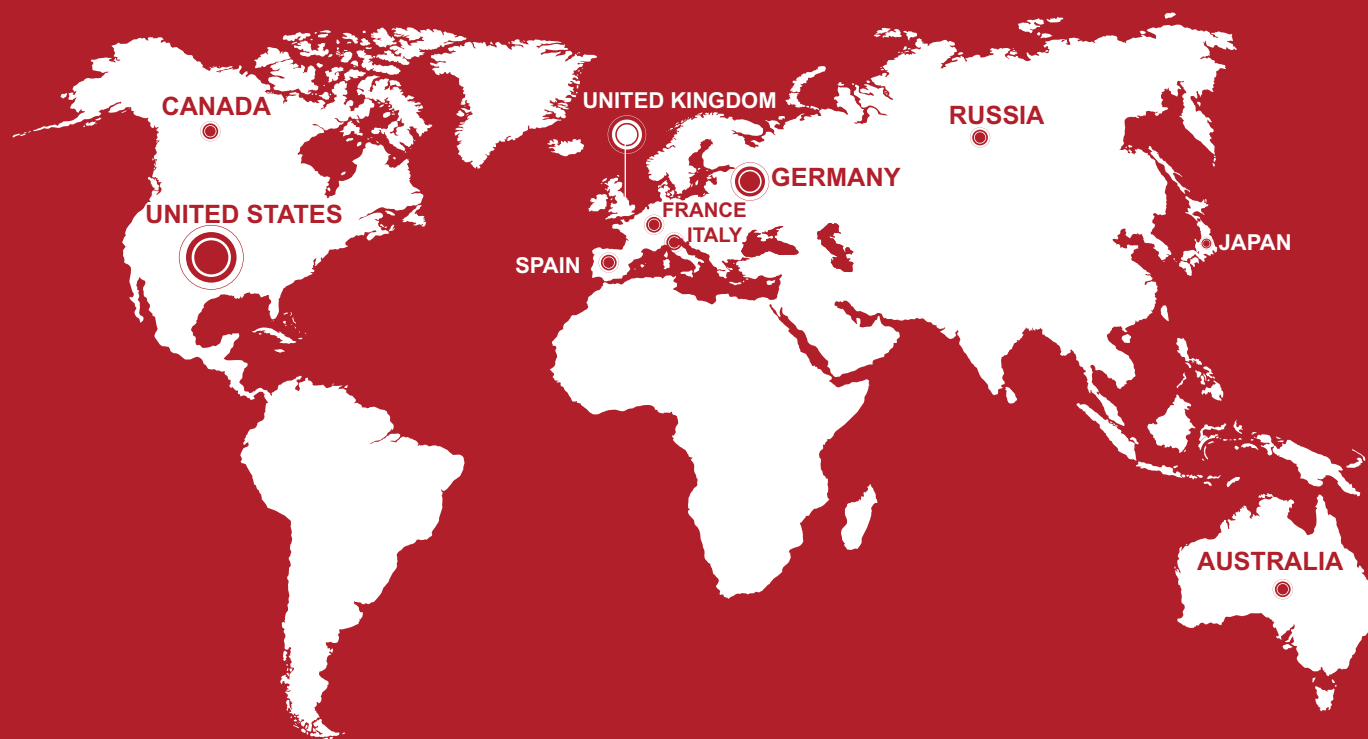 UNITED KINGDOM
CANADA
RUSSIA
GERMANY
FRANCE
UNITED STATES
ITALY
JAPAN
SPAIN
AUSTRALIA